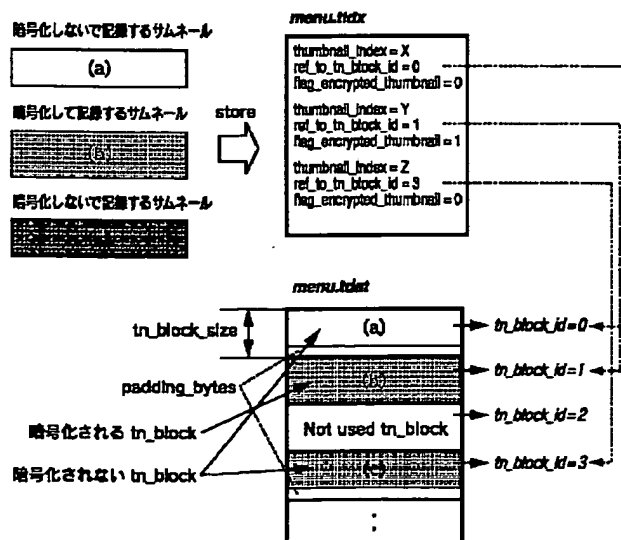 暗号化しないで記録するサムネール
(a)
暗号化して記録するサムネール
(b)
暗号化しないで記録するサムネール
store
menu.tidx
thumbnail_index = X
ref_to_tn_block_id = 0
flag_encrypted_thumbnail = 0
thumbnail_index = Y
ref_to_tn_block_id = 1
flag_encrypted_thumbnail = 1
thumbnail_index = Z
ref_to_tn_block_id = 3
flag_encrypted_thumbnail = 0
menu.tdat
tn_block_size
(a)
tn_block_id=0
padding_bytes
(b)
tn_block_id=1
暗号化される tn_block
Not used tn_block
tn_block_id=2
暗号化されない tn_block
(c)
tn_block_id=3